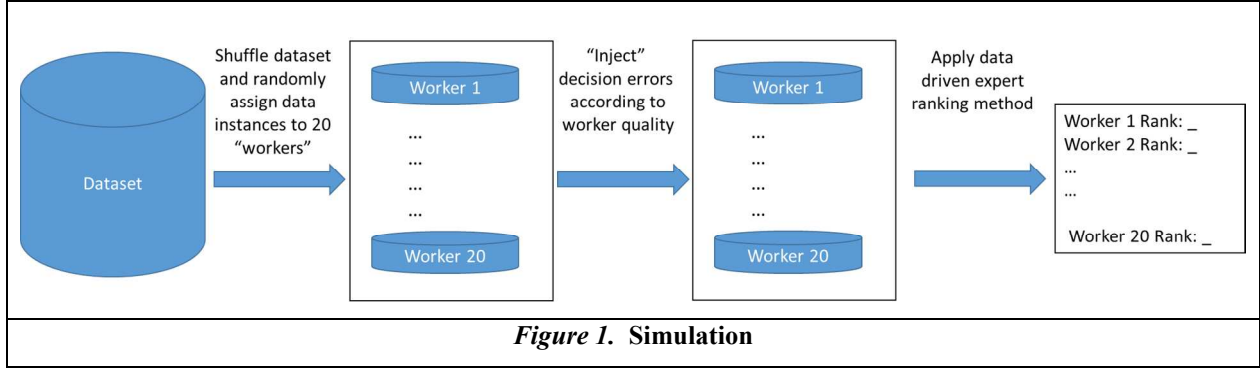 Dataset
Shuffle dataset
and randomly
assign data
instances to 20
“workers”
Worker 1
...
...
...
...
Worker 20
“Inject”
decision errors
according to
worker quality
Worker 1
...
...
...
...
Worker 20
Apply data
driven expert
ranking method
Worker 1 Rank: _
Worker 2 Rank: _
...
...
Worker 20 Rank: _
Figure 1. Simulation